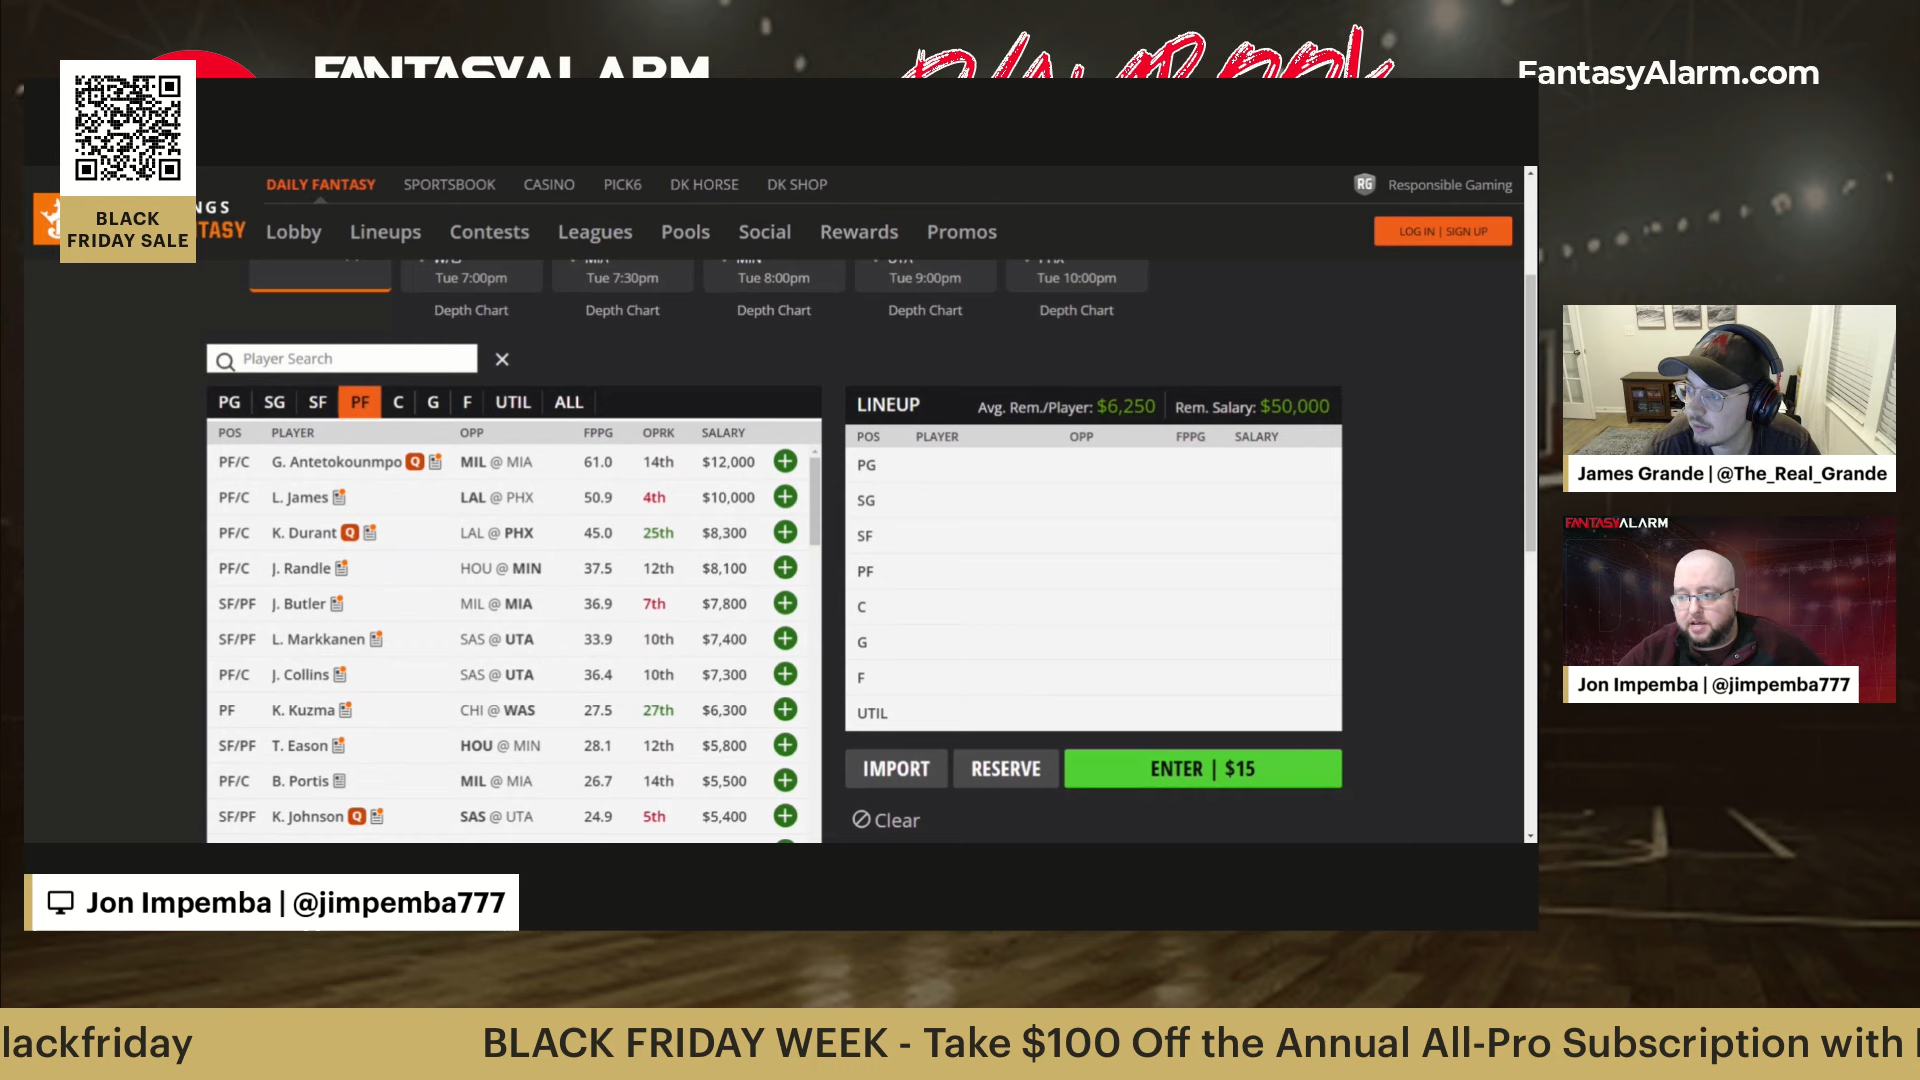 FANTASYALARM
PLAYBOOK
FantasyAlarm.com
BLACK
FRIDAY SALE
NGS
TASY
DAILY FANTASY SPORTSBOOK CASINO PICK6 DK HORSE DK SHOP
RG Responsible Gaming
Lobby Lineups Contests Leagues Pools Social Rewards Promos
LOG IN | SIGN UP
Tue 7:00pm Tue 7:30pm Tue 8:00pm Tue 9:00pm Tue 10:00pm
Depth Chart Depth Chart Depth Chart Depth Chart Depth Chart
Player Search
PG SG SF PF C G F UTIL ALL
POS PLAYER OPP FPPG OPRK SALARY
PF/C G. Antetokounmpo Q MIL @ MIA 61.0 14th $12,000
PF/C L. James LAL @ PHX 50.9 4th $10,000
PF/C K. Durant Q LAL @ PHX 45.0 25th $8,300
PF/C J. Randle HOU @ MIN 37.5 12th $8,100
SF/PF J. Butler MIL @ MIA 36.9 7th $7,800
SF/PF L. Markkanen SAS @ UTA 33.9 10th $7,400
PF/C J. Collins SAS @ UTA 36.4 10th $7,300
PF K. Kuzma CHI @ WAS 27.5 27th $6,300
SF/PF T. Eason HOU @ MIN 28.1 12th $5,800
PF/C B. Portis MIL @ MIA 26.7 14th $5,500
SF/PF K. Johnson Q SAS @ UTA 24.9 5th $5,400
LINEUP Avg. Rem./Player: $6,250 Rem. Salary: $50,000
POS PLAYER OPP FPPG SALARY
PG
SG
SF
PF
C
G
F
UTIL
IMPORT RESERVE ENTER | $15
Clear
James Grande | @The_Real_Grande
FANTASYALARM
Jon Impemba | @jimpemba777
Jon Impemba | @jimpemba777
lackfriday BLACK FRIDAY WEEK - Take $100 Off the Annual All-Pro Subscription with